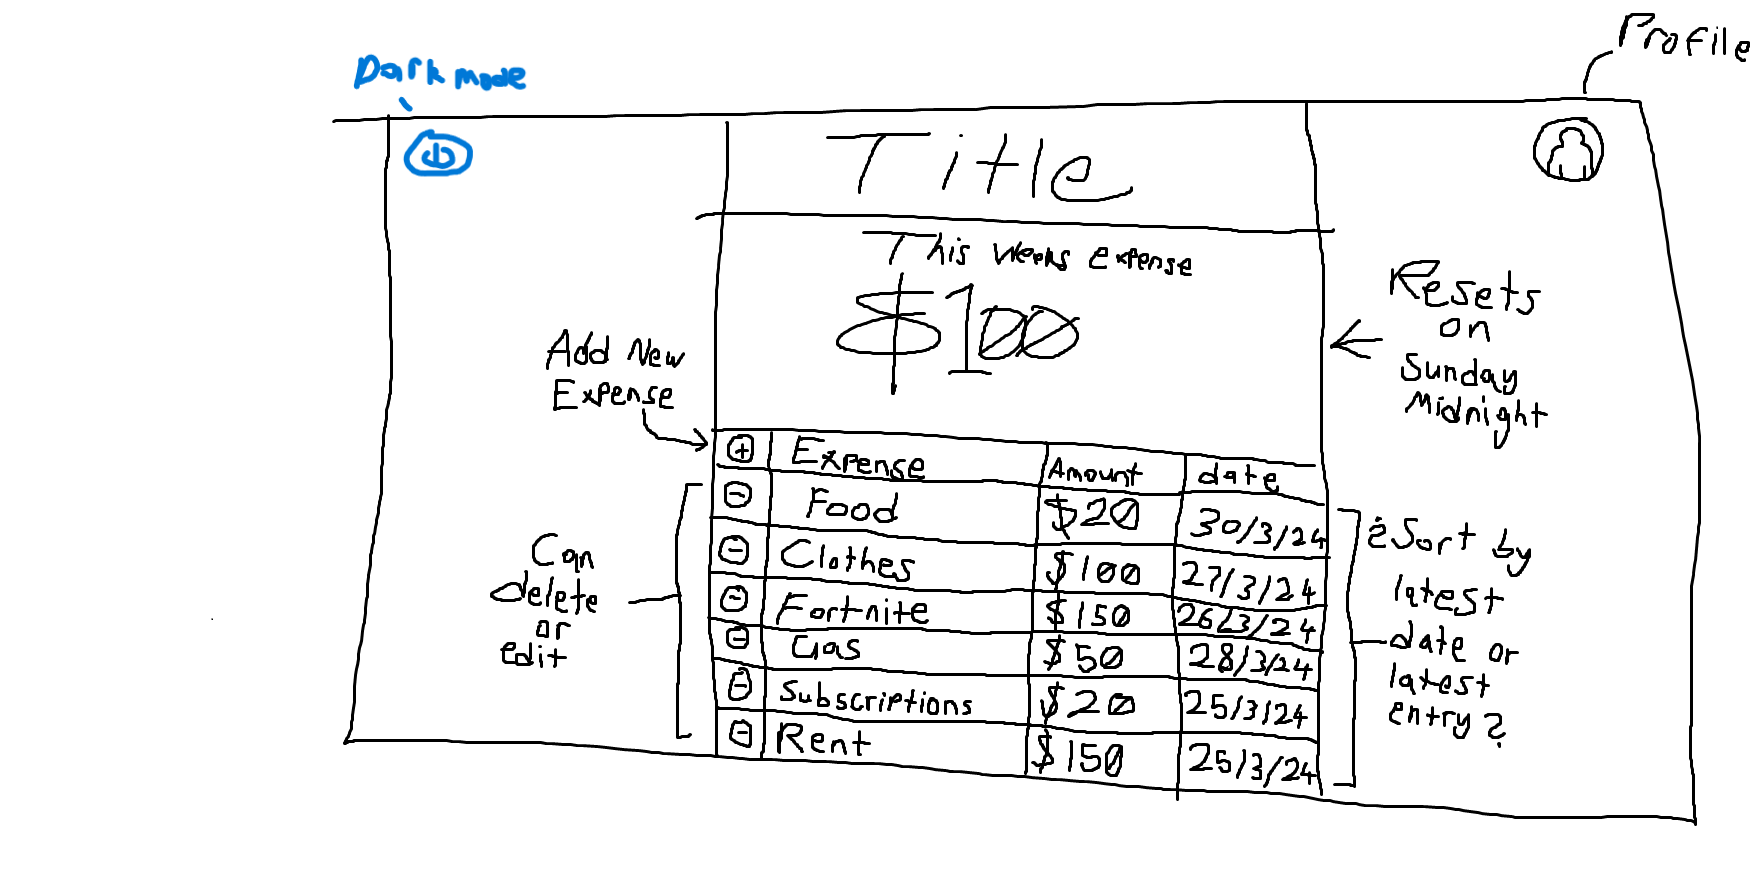 Profile
Dark mode
Title
This weeks expense
$100
Resets
on
Sunday
Midnight
Add New
Expense
+ Expense Amount date
- Food $20 30/3/24
- Clothes $100 27/3/24
- Fortnite $150 26/3/24
- Gas $50 28/3/24
- Subscriptions $20 25/3/24
- Rent $150 25/3/24
Can
delete
or
edit
¿Sort by
latest
date or
latest
entry?